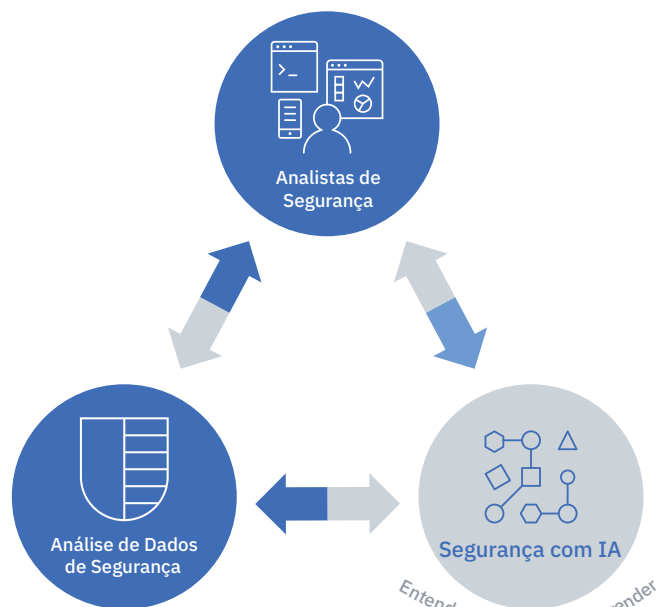 Analistas de
Segurança
Análise de Dados
de Segurança
Segurança com IA